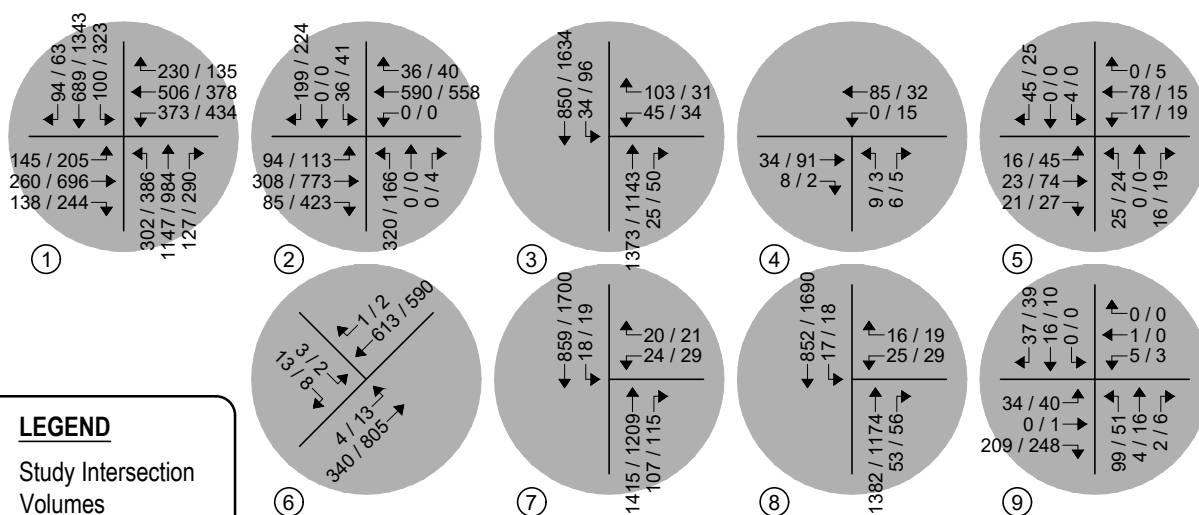 94 / 63
689 / 1343
100 / 323
230 / 135
506 / 378
373 / 434
145 / 205
260 / 696
138 / 244
302 / 386
1147 / 984
127 / 290
1
199 / 224
0 / 0
36 / 41
36 / 40
590 / 558
0 / 0
94 / 113
308 / 773
85 / 423
320 / 166
0 / 0
0 / 4
2
850 / 1634
34 / 96
103 / 31
45 / 34
1373 / 1143
25 / 50
3
85 / 32
0 / 15
34 / 91
8 / 2
9 / 3
6 / 5
4
45 / 25
0 / 0
4 / 0
0 / 5
78 / 15
17 / 19
16 / 45
23 / 74
21 / 27
25 / 24
0 / 0
16 / 19
5
1 / 2
613 / 590
3 / 2
13 / 8
4 / 13
340 / 805
6
859 / 1700
18 / 19
20 / 21
24 / 29
1415 / 1209
107 / 115
7
852 / 1690
17 / 18
16 / 19
25 / 29
1382 / 1174
53 / 56
8
37 / 39
16 / 10
0 / 0
0 / 0
1 / 0
5 / 3
34 / 40
0 / 1
209 / 248
99 / 51
4 / 16
2 / 6
9
LEGEND
Study Intersection
Volumes